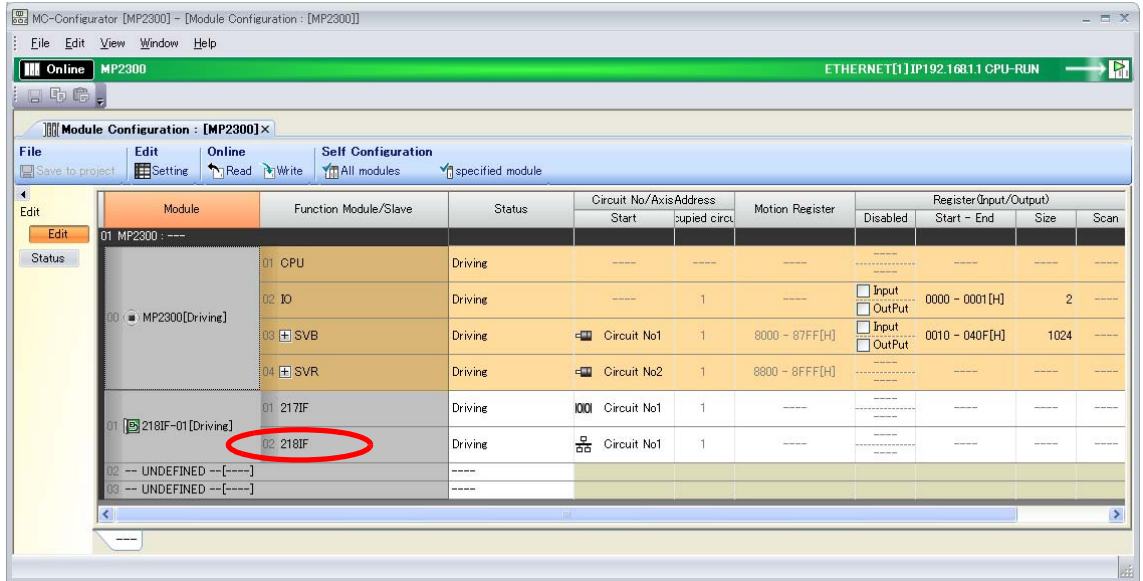 MC-Configurator [MP2300] - [Module Configuration : [MP2300]]
File Edit View Window Help
Online MP2300 ETHERNET[1]IP192.168.1.1 CPU-RUN
Module Configuration : [MP2300]×
File Edit Online Self Configuration
Save to project Setting Read Write All modules specified module
Edit
Edit
Status
Module Function Module/Slave Status Circuit No/AxisAddress Motion Register Register(Input/Output)
Start cupied circu Disabled Start - End Size Scan
01 MP2300 : ---
00 MP2300[Driving]
01 CPU Driving ---- ---- ---- ---- ---- ---- ---- ----
02 IO Driving ---- 1 ---- Input OutPut 0000 - 0001[H] 2 ----
03 + SVB Driving Circuit No1 1 8000 - 87FF[H] Input OutPut 0010 - 040F[H] 1024 ----
04 + SVR Driving Circuit No2 1 8800 - 8FFF[H] ---- ---- ---- ---- ----
01 218IF-01[Driving]
01 217IF Driving Circuit No1 1 ---- ---- ---- ---- ---- ----
02 218IF Driving Circuit No1 1 ---- ---- ---- ---- ---- ----
02 -- UNDEFINED --[----] ----
03 -- UNDEFINED --[----] ----
---